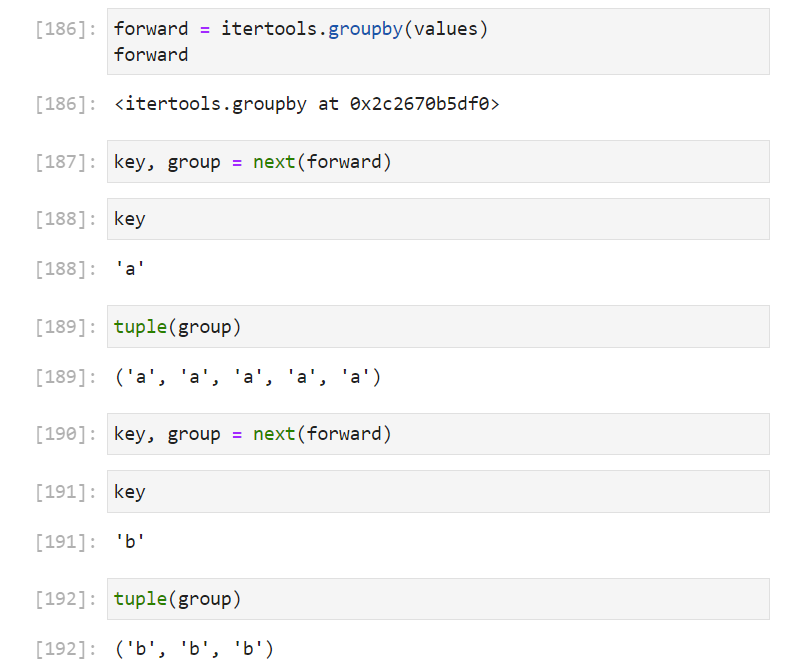 [186]: forward = itertools.groupby(values)
forward
[186]: <itertools.groupby at 0x2c2670b5df0>
[187]: key, group = next(forward)
[188]: key
[188]: 'a'
[189]: tuple(group)
[189]: ('a', 'a', 'a', 'a', 'a')
[190]: key, group = next(forward)
[191]: key
[191]: 'b'
[192]: tuple(group)
[192]: ('b', 'b', 'b')